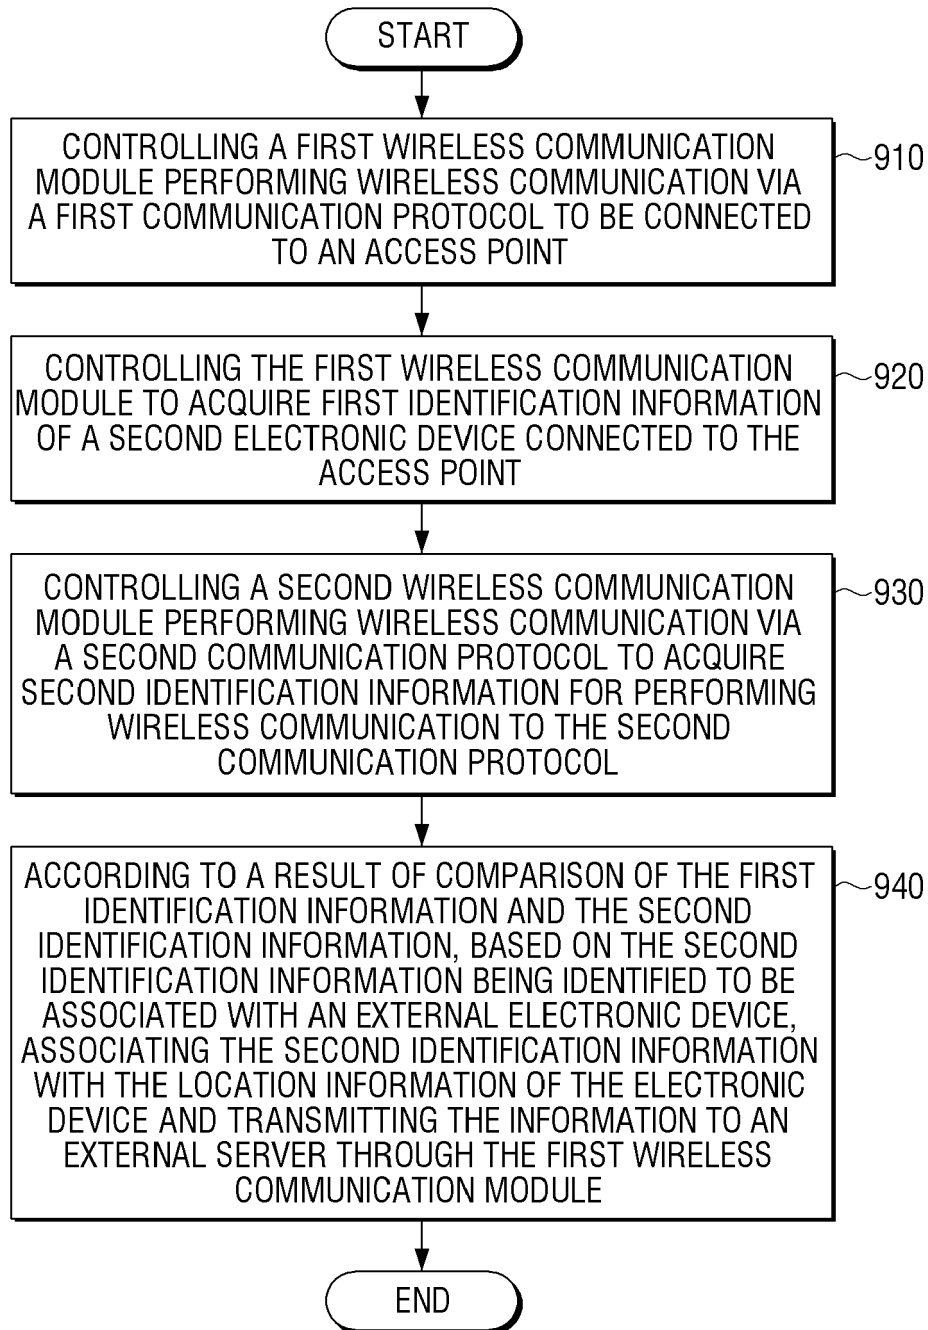 START
CONTROLLING A FIRST WIRELESS COMMUNICATION
MODULE PERFORMING WIRELESS COMMUNICATION VIA
A FIRST COMMUNICATION PROTOCOL TO BE CONNECTED
TO AN ACCESS POINT
910
CONTROLLING THE FIRST WIRELESS COMMUNICATION
MODULE TO ACQUIRE FIRST IDENTIFICATION INFORMATION
OF A SECOND ELECTRONIC DEVICE CONNECTED TO THE
ACCESS POINT
920
CONTROLLING A SECOND WIRELESS COMMUNICATION
MODULE PERFORMING WIRELESS COMMUNICATION VIA
A SECOND COMMUNICATION PROTOCOL TO ACQUIRE
SECOND IDENTIFICATION INFORMATION FOR PERFORMING
WIRELESS COMMUNICATION TO THE SECOND
COMMUNICATION PROTOCOL
930
ACCORDING TO A RESULT OF COMPARISON OF THE FIRST
IDENTIFICATION INFORMATION AND THE SECOND
IDENTIFICATION INFORMATION, BASED ON THE SECOND
IDENTIFICATION INFORMATION BEING IDENTIFIED TO BE
ASSOCIATED WITH AN EXTERNAL ELECTRONIC DEVICE,
ASSOCIATING THE SECOND IDENTIFICATION INFORMATION
WITH THE LOCATION INFORMATION OF THE ELECTRONIC
DEVICE AND TRANSMITTING THE INFORMATION TO AN
EXTERNAL SERVER THROUGH THE FIRST WIRELESS
COMMUNICATION MODULE
940
END